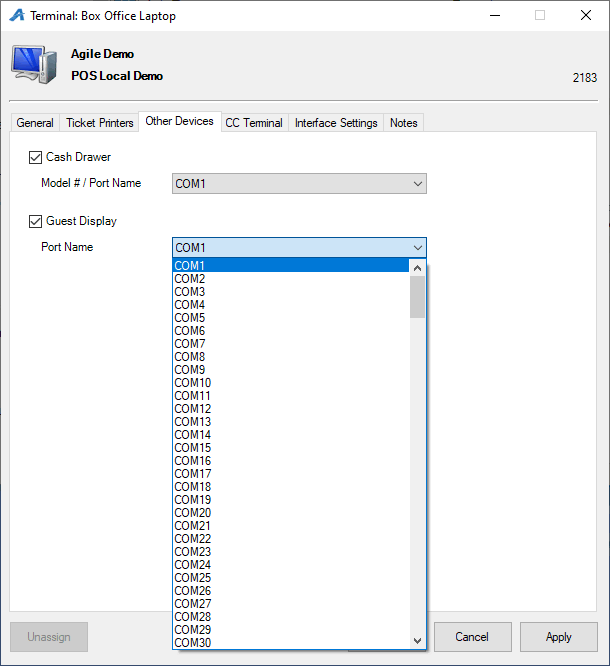 Terminal: Box Office Laptop
Agile Demo
POS Local Demo
2183
General Ticket Printers Other Devices CC Terminal Interface Settings Notes
Cash Drawer
Model # / Port Name COM1
Guest Display
Port Name COM1
COM1
COM2
COM3
COM4
COM5
COM6
COM7
COM8
COM9
COM10
COM11
COM12
COM13
COM14
COM15
COM16
COM17
COM18
COM19
COM20
COM21
COM22
COM23
COM24
COM25
COM26
COM27
COM28
COM29
COM30
Unassign Cancel Apply